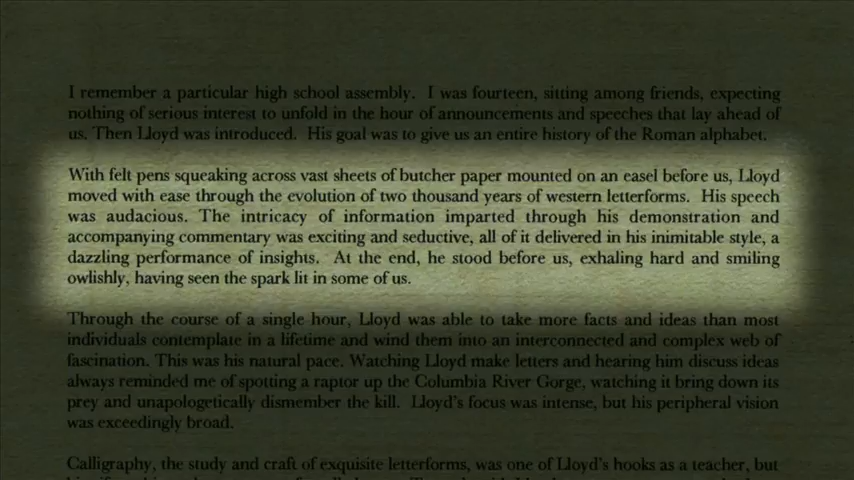 I remember a particular high school assembly. I was fourteen, sitting among friends, expecting
nothing of serious interest to unfold in the hour of announcements and speeches that lay ahead of
us. Then Lloyd was introduced. His goal was to give us an entire history of the Roman alphabet.
With felt pens squeaking across vast sheets of butcher paper mounted on an easel before us, Lloyd
moved with ease through the evolution of two thousand years of western letterforms. His speech
was audacious. The intricacy of information imparted through his demonstration and
accompanying commentary was exciting and seductive, all of it delivered in his inimitable style, a
dazzling performance of insights. At the end, he stood before us, exhaling hard and smiling
owlishly, having seen the spark lit in some of us.
Through the course of a single hour, Lloyd was able to take more facts and ideas than most
individuals contemplate in a lifetime and wind them into an interconnected and complex web of
fascination. This was his natural pace. Watching Lloyd make letters and hearing him discuss ideas
always reminded me of spotting a raptor up the Columbia River Gorge, watching it bring down its
prey and unapologetically dismember the kill. Lloyd's focus was intense, but his peripheral vision
was exceedingly broad.
Calligraphy, the study and craft of exquisite letterforms, was one of Lloyd's hooks as a teacher, but